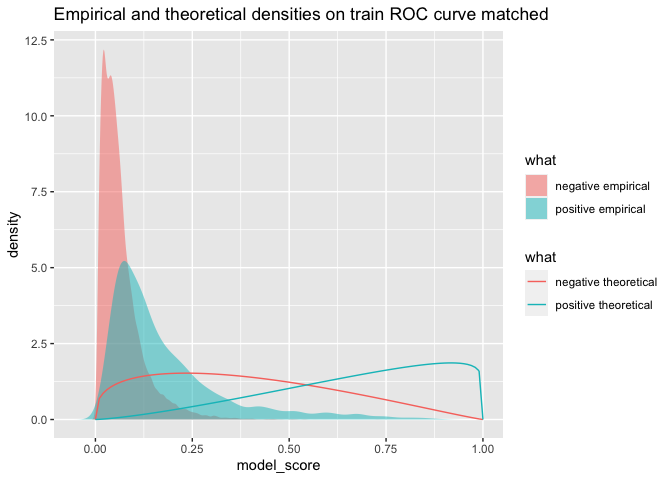 Empirical and theoretical densities on train ROC curve matched
12.5
10.0
7.5
5.0
2.5
0.0
density
0.00
0.25
0.50
0.75
1.00
model_score
what
negative empirical
positive empirical
what
negative theoretical
positive theoretical